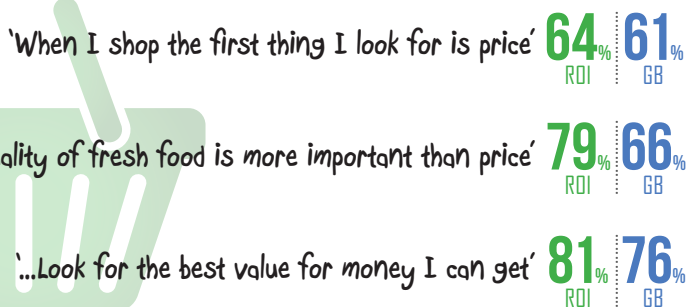 'When I shop the first thing I look for is price' 64% 61%
ROI GB
of fresh food is more important than price' 79% 66%
ROI GB
'...Look for the best value for money I can get' 81% 76%
ROI GB